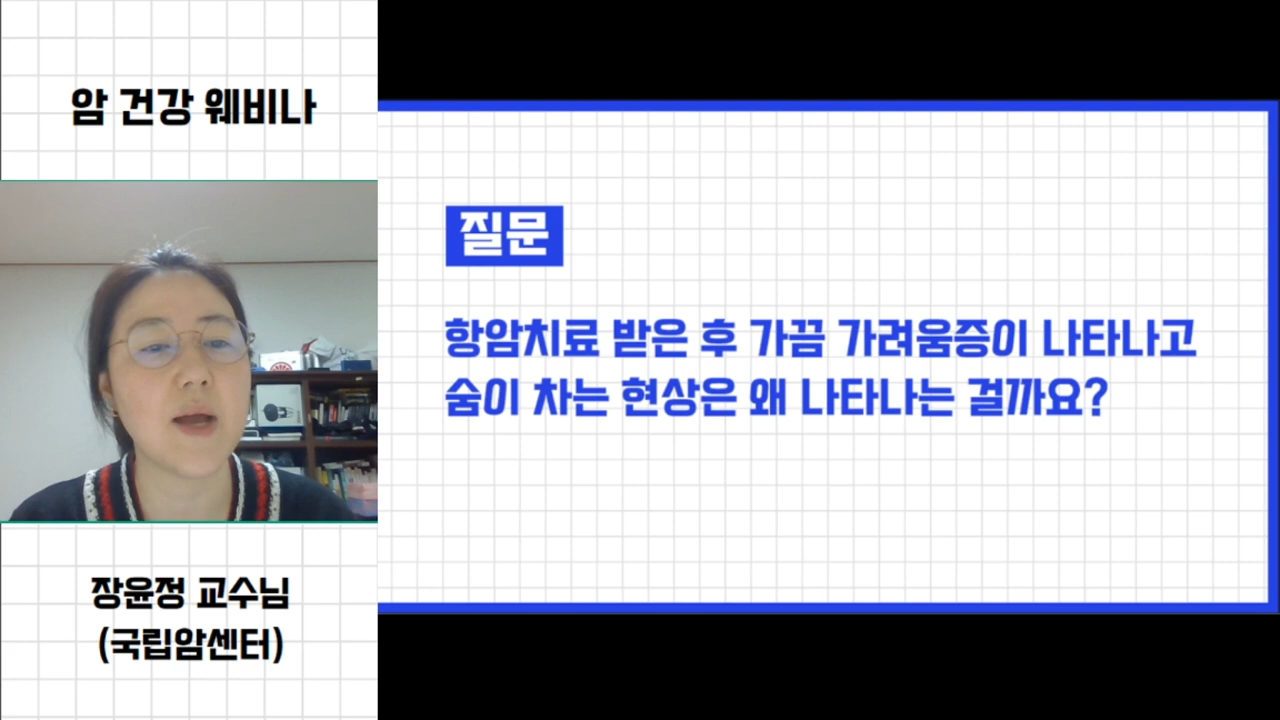 암 건강 웨비나
장윤정 교수님
(국립암센터)
질문
항암치료 받은 후 가끔 가려움증이 나타나고
숨이 차는 현상은 왜 나타나는 걸까요?